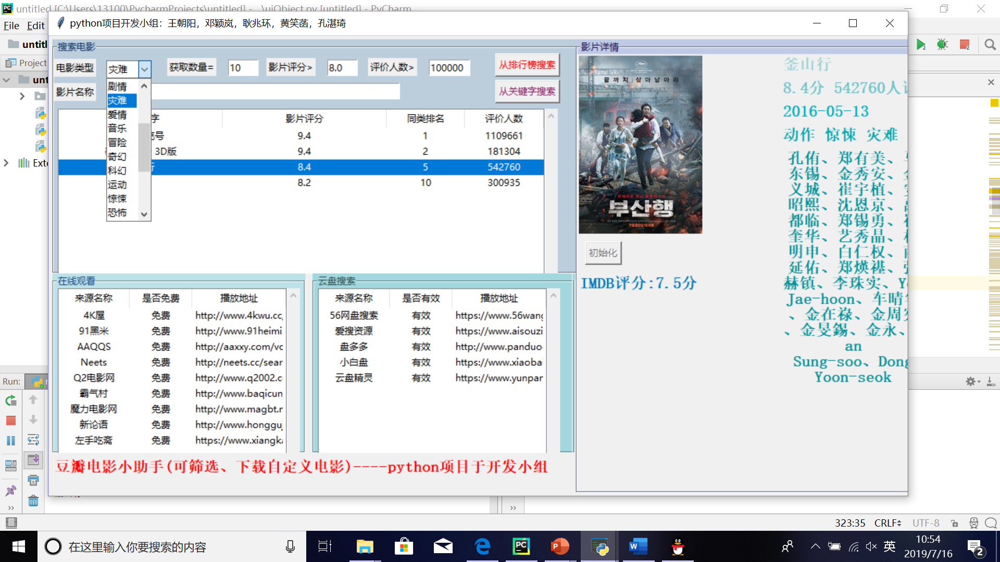 untitled [C:\Users\13100\PycharmProjects\untitled] - ...\uiObject.py [untitled] - PyCharm
File Edit
python项目开发小组：王朝阳，邓颖岚，耿兆环，黄笑菡，孔湛琦
Project
Exte
搜索电影
电影类型 灾难 获取数量= 10 影片评分> 8.0 评价人数> 100000 从排行榜搜索
影片名称 从关键字搜索
剧情
灾难
爱情
音乐
冒险
奇幻
科幻
运动
惊悚
恐怖
字 影片评分 同类排名 评价人数
号 9.4 1 1109661
3D版 9.4 2 181304
行 8.4 5 542760
8.2 10 300935
在线观看
来源名称 是否免费 播放地址
4K屋 免费 http://www.4kwu.cc,
91黑米 免费 http://www.91heimi
AAQQS 免费 http://aaxxy.com/vc
Neets 免费 http://neets.cc/sear
Q2电影网 免费 http://www.q2002.c
霸气村 免费 http://www.baqicun
魔力电影网 免费 http://www.magbt.r
新论语 免费 http://www.hongguj
左手吃斋 免费 https://www.xiangka
云盘搜索
来源名称 是否有效 播放地址
56网盘搜索 有效 https://www.56wang
爱搜资源 有效 https://www.aisouzi
盘多多 有效 http://www.panduo
小白盘 有效 https://www.xiaoba
云盘精灵 有效 https://www.yunpar
豆瓣电影小助手(可筛选、下载自定义电影)----python项目于开发小组
影片详情
끝까지 살아남아라
부산행
初始化
IMDB评分:7.5分
釜山行
8.4分 542760人
2016-05-13
动作 惊悚 灾难
孔侑、郑有美、
东锡、金秀安、
义城、崔宇植、
昭熙、沈恩京、
都临、郑锡勇、
奎华、艺秀晶、
明申、白仁权、
延佑、郑煐褀、
赫镇、李珠实、Y
Jae-hoon、车晴
、金在禄、金周
、金旻錫、金永、
an
Sung-soo、Dong
Yoon-seok
Run:
323:35 CRLF UTF-8
在这里输入你要搜索的内容
英
10:54
2019/7/16
2